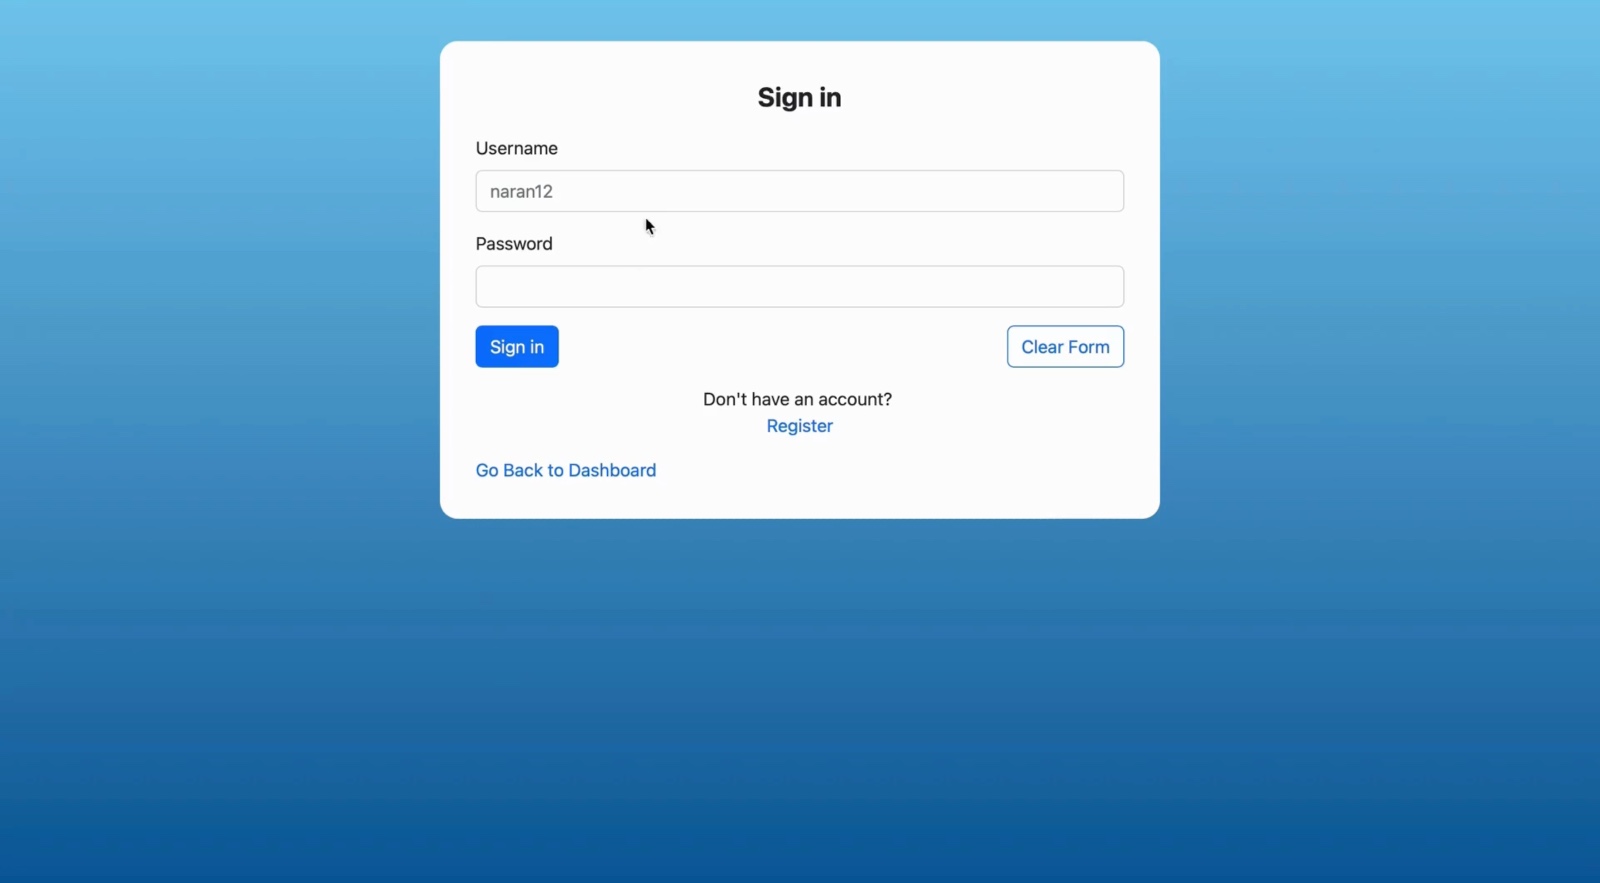 Sign in
Username
naran12
Password
Sign in
Clear Form
Don't have an account?
Register
Go Back to Dashboard